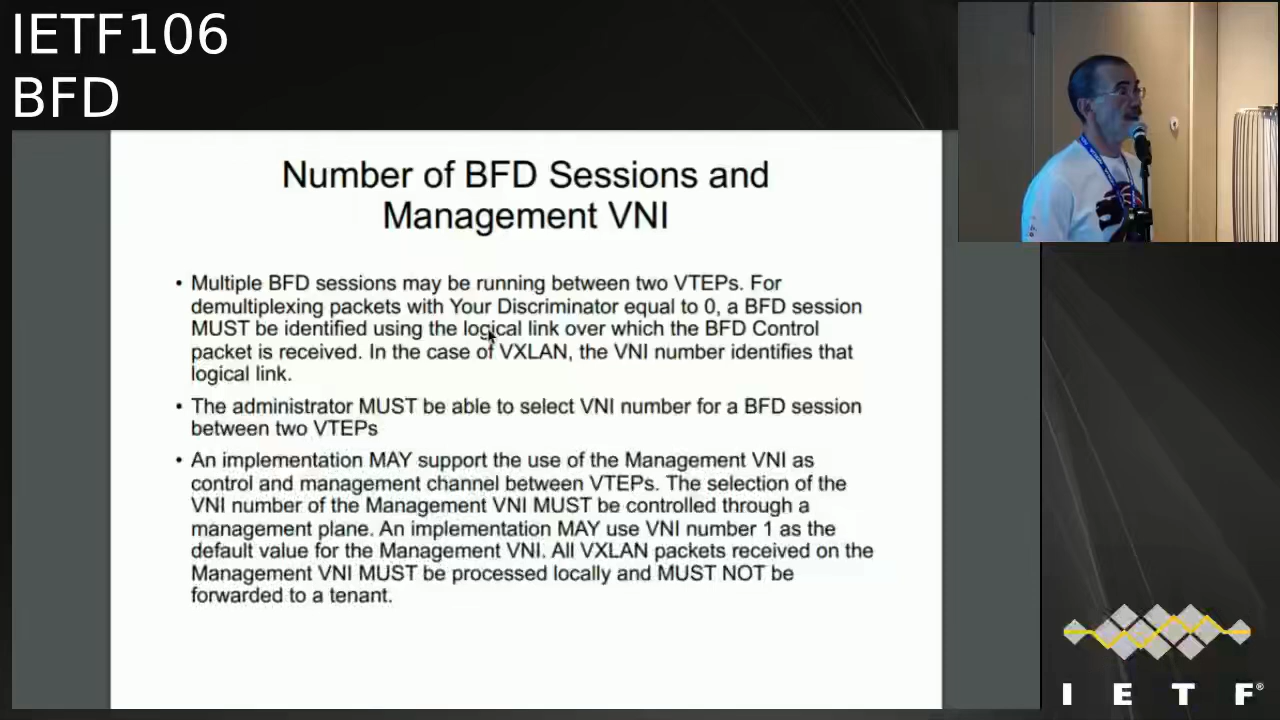 IETF106
BFD
Number of BFD Sessions and
Management VNI
• Multiple BFD sessions may be running between two VTEPs. For
demultiplexing packets with Your Discriminator equal to 0, a BFD session
MUST be identified using the logical link over which the BFD Control
packet is received. In the case of VXLAN, the VNI number identifies that
logical link.
• The administrator MUST be able to select VNI number for a BFD session
between two VTEPs
• An implementation MAY support the use of the Management VNI as
control and management channel between VTEPs. The selection of the
VNI number of the Management VNI MUST be controlled through a
management plane. An implementation MAY use VNI number 1 as the
default value for the Management VNI. All VXLAN packets received on the
Management VNI MUST be processed locally and MUST NOT be
forwarded to a tenant.
I E T F®